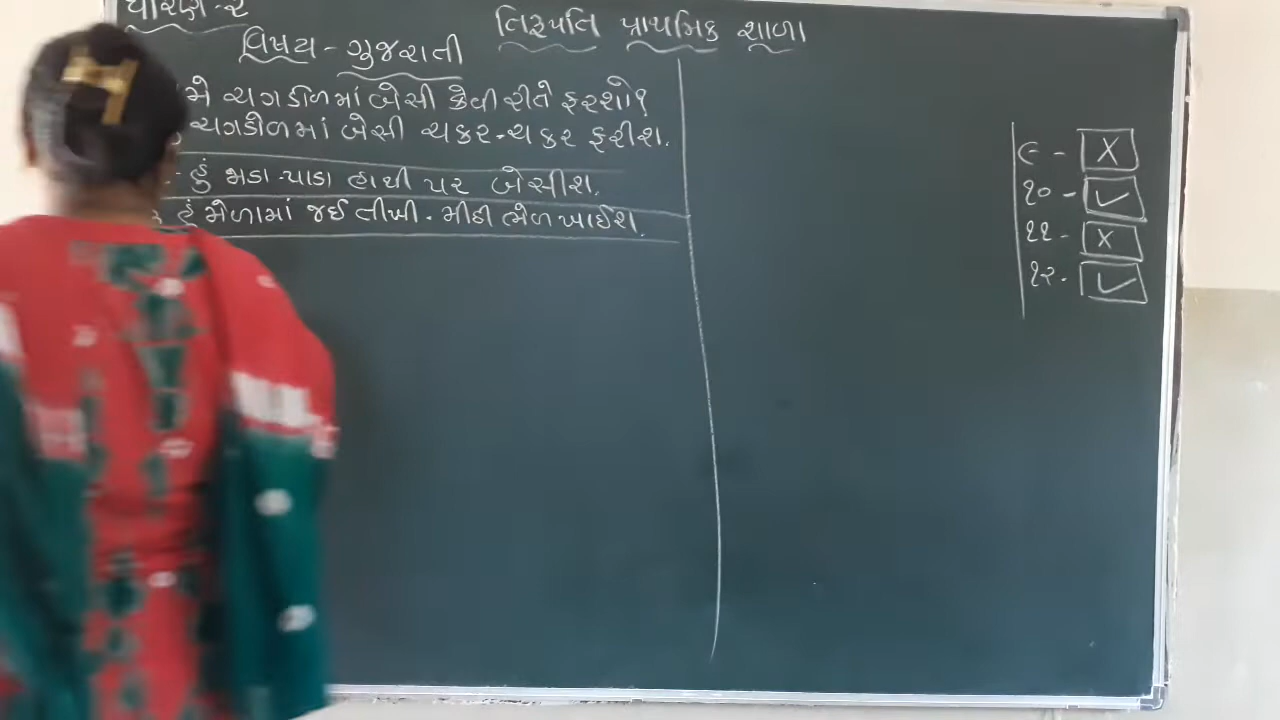 ધોરણ-૨
તિરૂપતિ પ્રાથમિક શાળા
વિષય - ગુજરાતી
મે ચગડોળમાં બેસી કેવી રીતે ફરશો?
ચગડોળમાં બેસી ચકર-ચકર ફરીશ.
- હું ભડા-પાડા હાથી પર બેસીશ.
હું મેળામાં જઈ તીખી - મીઠી ભેળ ખાઈશ.
૯ - X
૧૦ - ✓
૧૧ - X
૧૨ - ✓